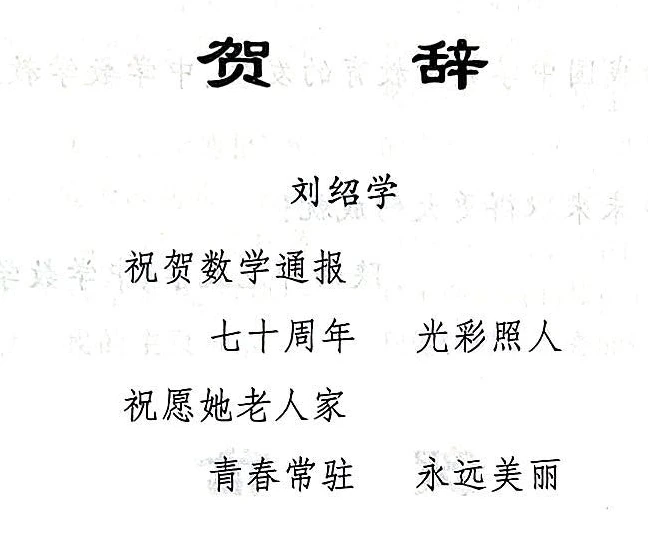 贺 辞
刘绍学
祝贺数学通报
七十周年 光彩照人
祝愿她老人家
青春常驻 永远美丽